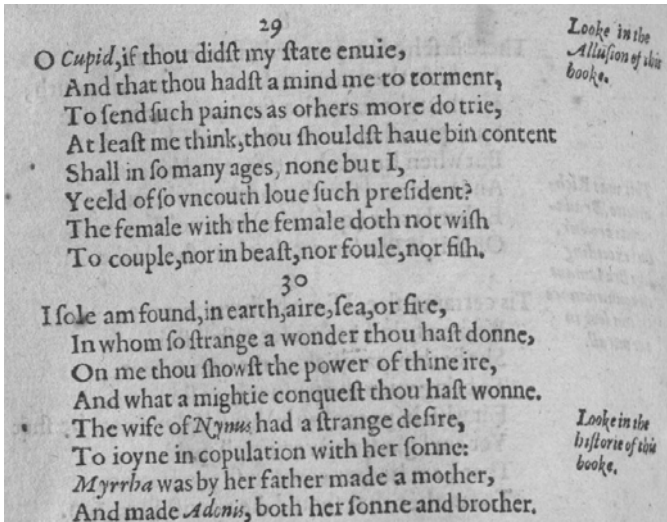 29
O Cupid, if thou didſt my ſtate enuie,
And that thou hadſt a mind me to torment,
To ſend ſuch paines as others more do trie,
At leaſt me think, thou ſhouldſt haue bin content
Shall in ſo many ages, none but I,
Yeeld of ſo vncouth loue ſuch preſident?
The female with the female doth not wiſh
To couple, nor in beaſt, nor foule, nor fiſh.
Looke in the
Alluſion of this
booke.
30
I ſole am found, in earth, aire, ſea, or fire,
In whom ſo ſtrange a wonder thou haſt donne,
On me thou ſhowſt the power of thine ire,
And what a mightie conqueſt thou haſt wonne.
The wife of Nynus had a ſtrange deſire,
To ioyne in copulation with her ſonne:
Myrrha was by her father made a mother,
And made Adonis, both her ſonne and brother.
Looke in the
hiſtorie of this
booke.